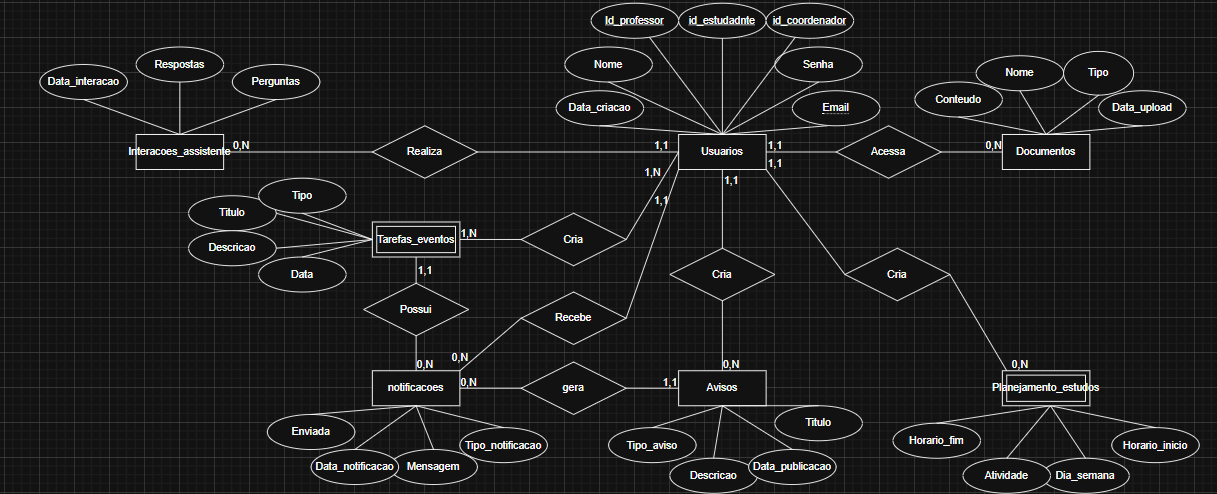 Id_professor
id_estudadnte
id_coordenador
Nome
Senha
Data_criacao
Email
Respostas
Data_interacao
Perguntas
Nome
Tipo
Conteudo
Data_upload
Interacoes_assistente
0,N
Realiza
1,1
Usuarios
1,1
Acessa
0,N
Documentos
1,1
1,N
1,1
1,1
Tipo
Titulo
Descricao
Data
Tarefas_eventos
1,N
Cria
1,1
Possui
Cria
Cria
Recebe
0,N
0,N
0,N
0,N
notificacoes
0,N
gera
1,1
Avisos
Planejamento_estudos
Enviada
Data_notificacao
Mensagem
Tipo_notificacao
Titulo
Tipo_aviso
Descricao
Data_publicacao
Horario_fim
Atividade
Dia_semana
Horario_inicio